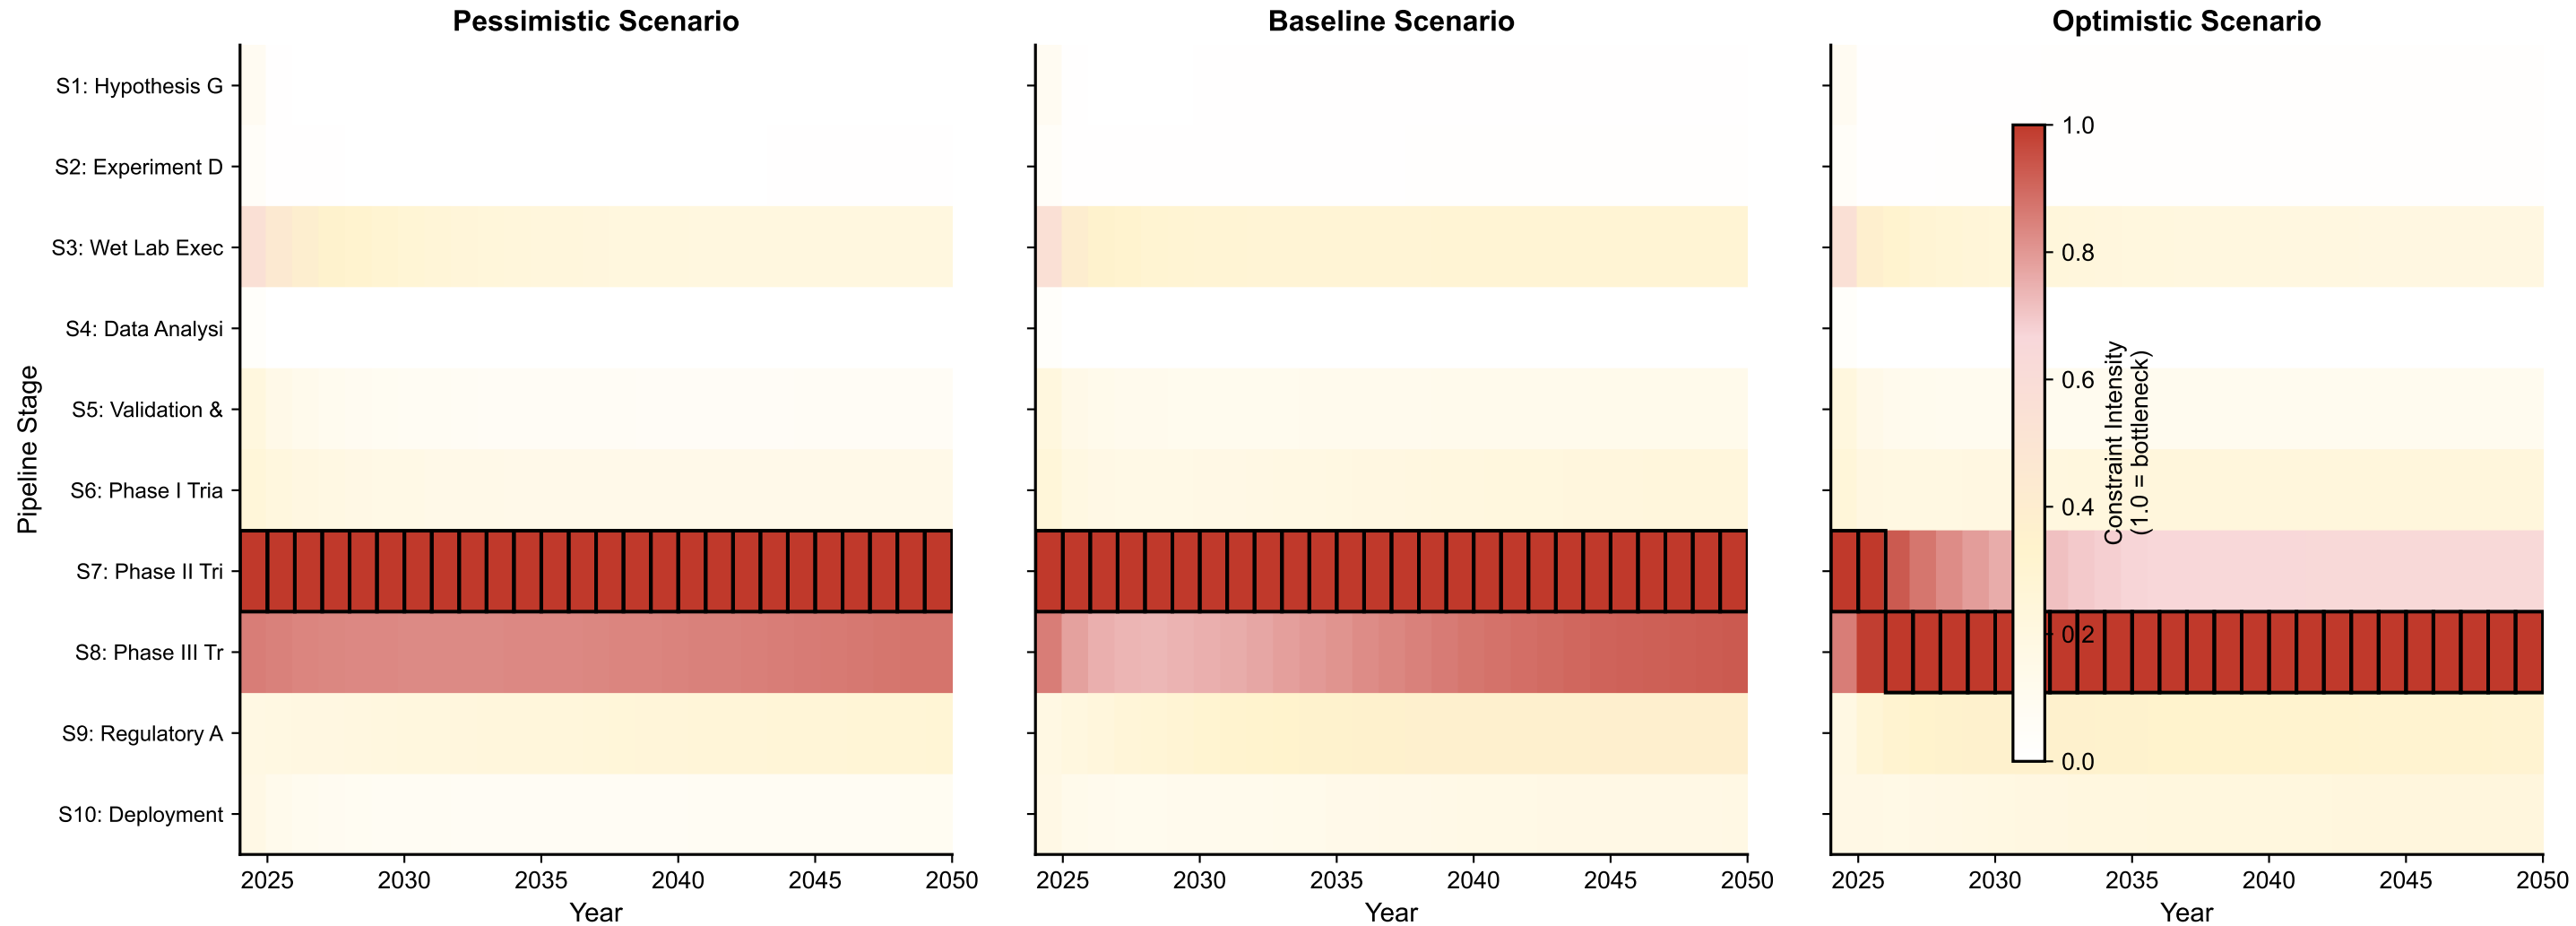 Pessimistic Scenario
Baseline Scenario
Optimistic Scenario
Pipeline Stage
S1: Hypothesis G
S2: Experiment D
S3: Wet Lab Exec
S4: Data Analysi
S5: Validation &
S6: Phase I Tria
S7: Phase II Tri
S8: Phase III Tr
S9: Regulatory A
S10: Deployment
2025 2030 2035 2040 2045 2050
Year
2025 2030 2035 2040 2045 2050
Year
2025 2030 2035 2040 2045 2050
Year
1.0
0.8
0.6
0.4
0.2
0.0
Constraint Intensity
(1.0 = bottleneck)